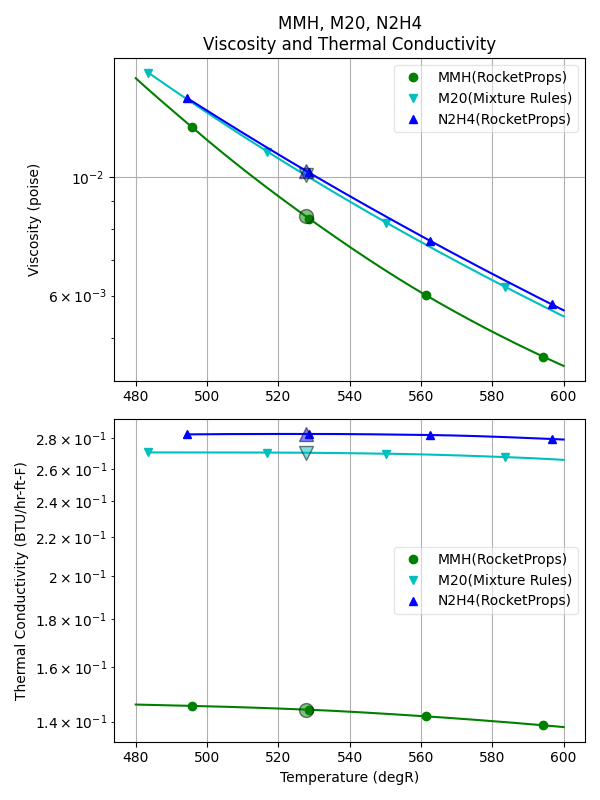 MMH, M20, N2H4
Viscosity and Thermal Conductivity
Viscosity (poise)
10⁻²
6 × 10⁻³
MMH(RocketProps)
M20(Mixture Rules)
N2H4(RocketProps)
480 500 520 540 560 580 600
Thermal Conductivity (BTU/hr-ft-F)
2.8 × 10⁻¹
2.6 × 10⁻¹
2.4 × 10⁻¹
2.2 × 10⁻¹
2 × 10⁻¹
1.8 × 10⁻¹
1.6 × 10⁻¹
1.4 × 10⁻¹
MMH(RocketProps)
M20(Mixture Rules)
N2H4(RocketProps)
480 500 520 540 560 580 600
Temperature (degR)